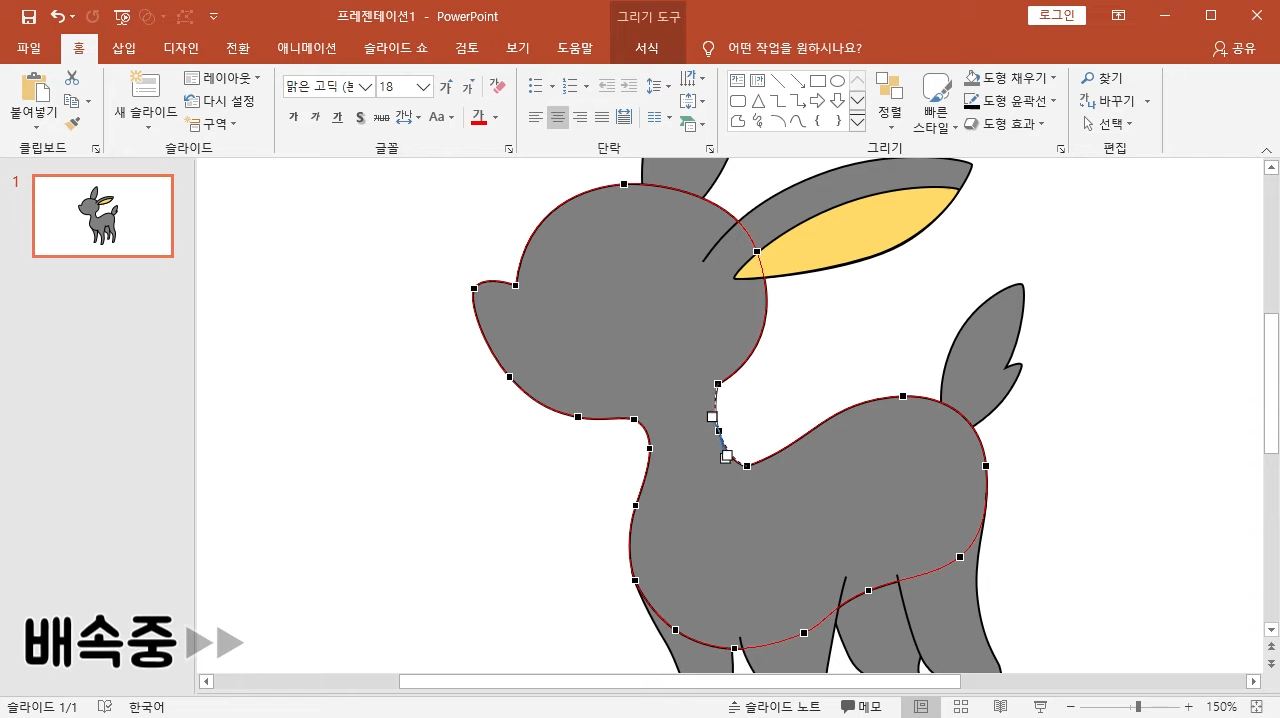 프레젠테이션1 - PowerPoint
그리기 도구
로그인
파일 홈 삽입 디자인 전환 애니메이션 슬라이드 쇼 검토 보기 도움말 서식 어떤 작업을 원하시나요? 공유
붙여넣기
클립보드
새 슬라이드
레이아웃
다시 설정
구역
슬라이드
맑은 고딕 (본 18
가 가 가 S abc 가 Aa 가
글꼴
단락
정렬
빠른 스타일
도형 채우기
도형 윤곽선
도형 효과
그리기
찾기
바꾸기
선택
편집
1
배속중
슬라이드 1/1 한국어 슬라이드 노트 메모 150%